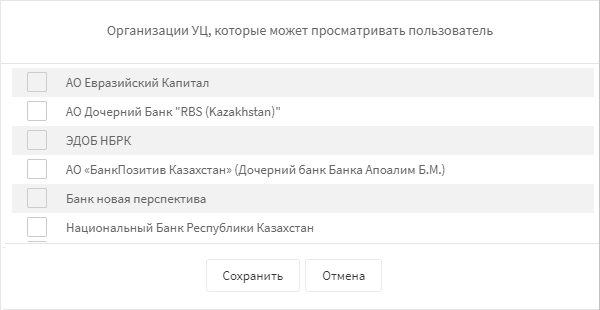 Организации УЦ, которые может просматривать пользователь
АО Евразийский Капитал
АО Дочерний Банк "RBS (Kazakhstan)"
ЭДОБ НБРК
АО «БанкПозитив Казахстан» (Дочерний банк Банка Апоалим Б.М.)
Банк новая перспектива
Национальный Банк Республики Казахстан
Сохранить
Отмена